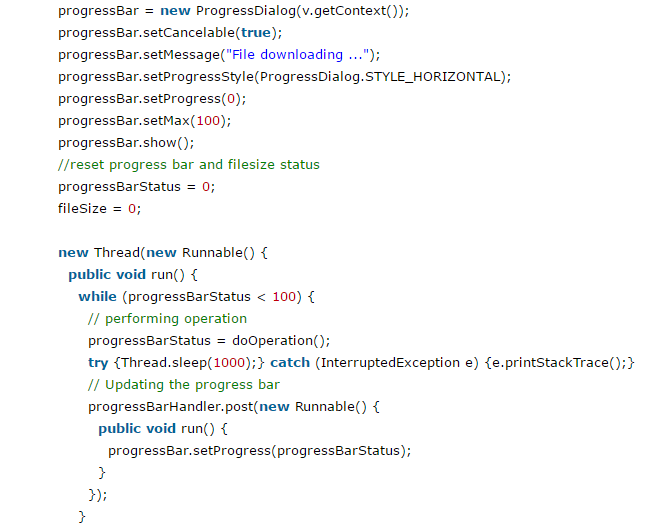 progressBar = new ProgressDialog(v.getContext());
progressBar.setCancelable(true);
progressBar.setMessage("File downloading ...");
progressBar.setProgressStyle(ProgressDialog.STYLE_HORIZONTAL);
progressBar.setProgress(0);
progressBar.setMax(100);
progressBar.show();
//reset progress bar and filesize status
progressBarStatus = 0;
fileSize = 0;

new Thread(new Runnable() {
public void run() {
while (progressBarStatus < 100) {
// performing operation
progressBarStatus = doOperation();
try {Thread.sleep(1000);} catch (InterruptedException e) {e.printStackTrace();}
// Updating the progress bar
progressBarHandler.post(new Runnable() {
public void run() {
progressBar.setProgress(progressBarStatus);
}
});
}